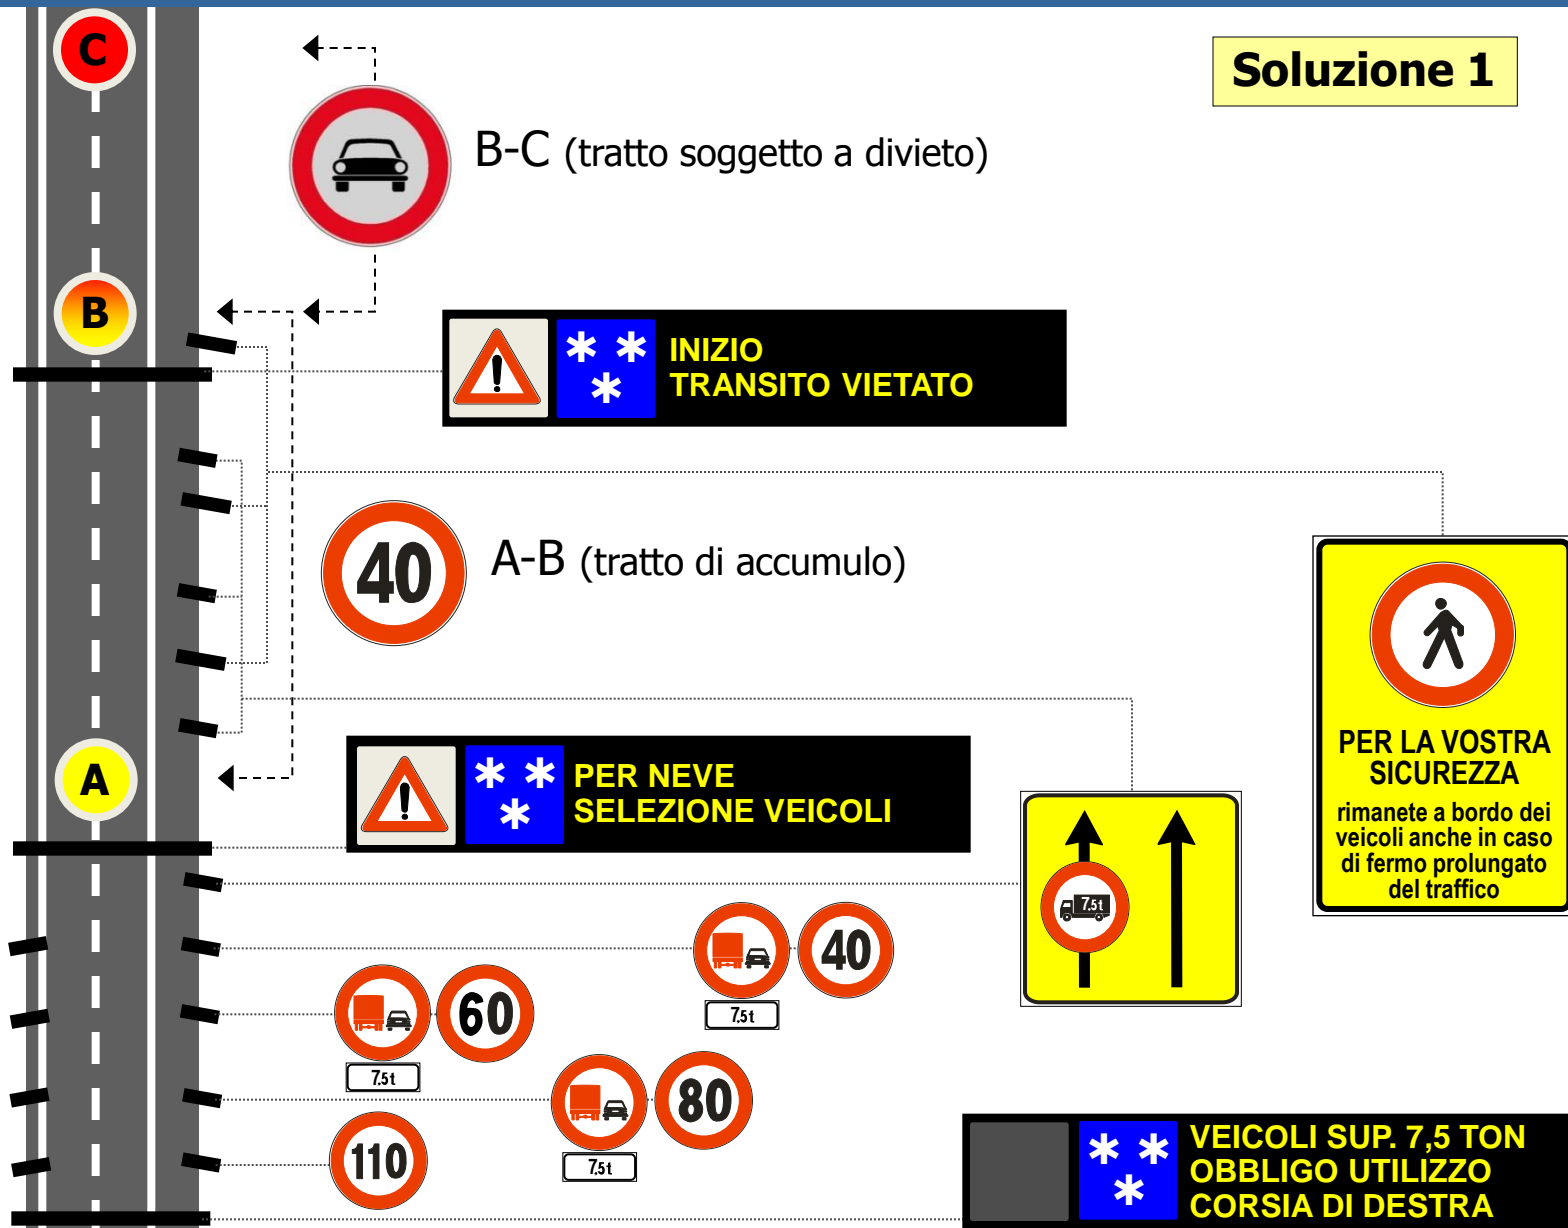 C
Soluzione 1
B-C (tratto soggetto a divieto)
B
INIZIO
TRANSITO VIETATO
40
A-B (tratto di accumulo)
PER LA VOSTRA
SICUREZZA
rimanete a bordo dei
veicoli anche in caso
di fermo prolungato
del traffico
A
PER NEVE
SELEZIONE VEICOLI
7.5t
40
7.5t
60
7.5t
80
7.5t
110
VEICOLI SUP. 7,5 TON
OBBLIGO UTILIZZO
CORSIA DI DESTRA